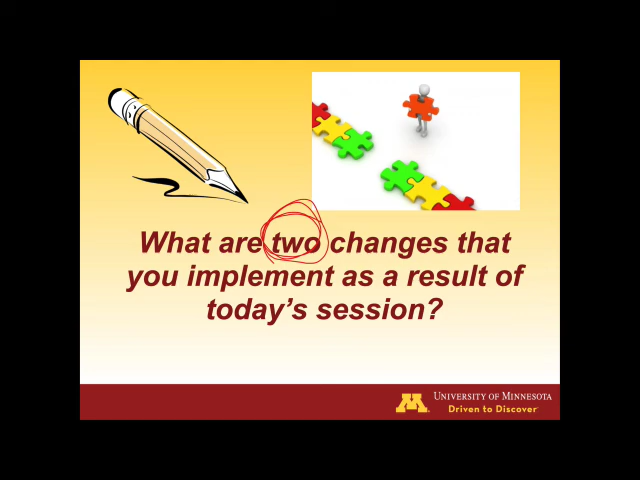 What are two changes that
you implement as a result of
today's session?
UNIVERSITY OF MINNESOTA
Driven to Discover